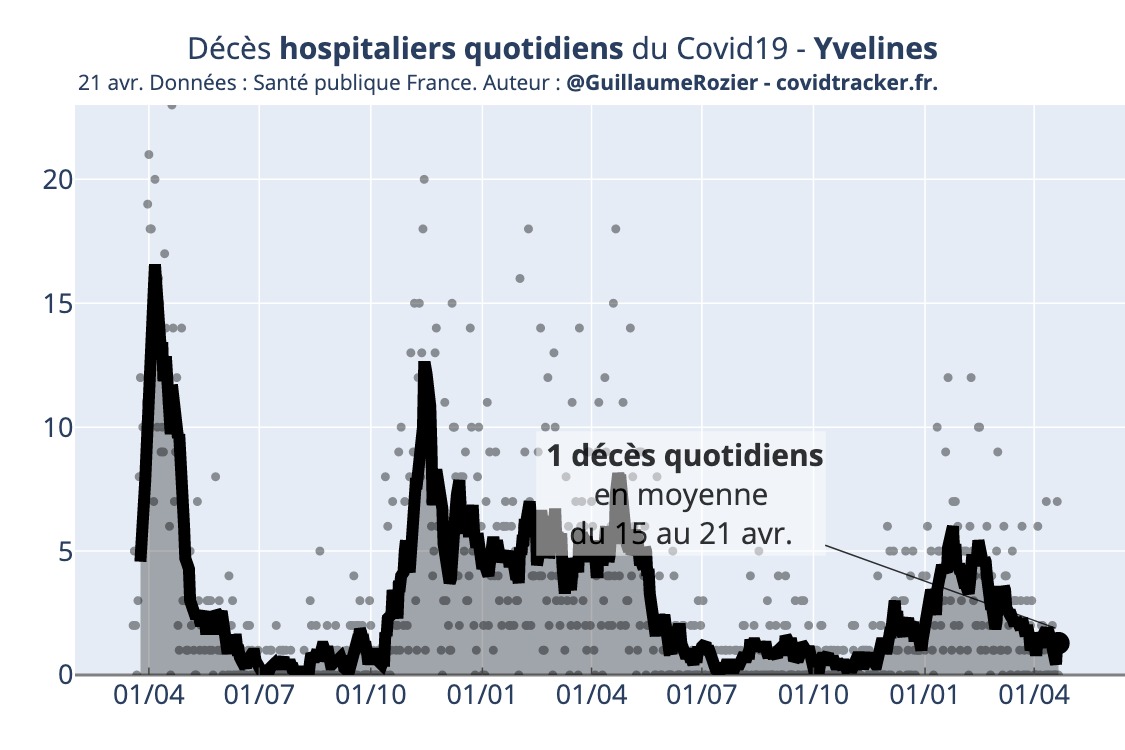 Décès hospitaliers quotidiens du Covid19 - Yvelines
21 avr. Données : Santé publique France. Auteur : @GuillaumeRozier - covidtracker.fr.
20
15
10
1 décès quotidiens
en moyenne
du 15 au 21 avr.
5
0
01/04 01/07 01/10 01/01 01/04 01/07 01/10 01/01 01/04